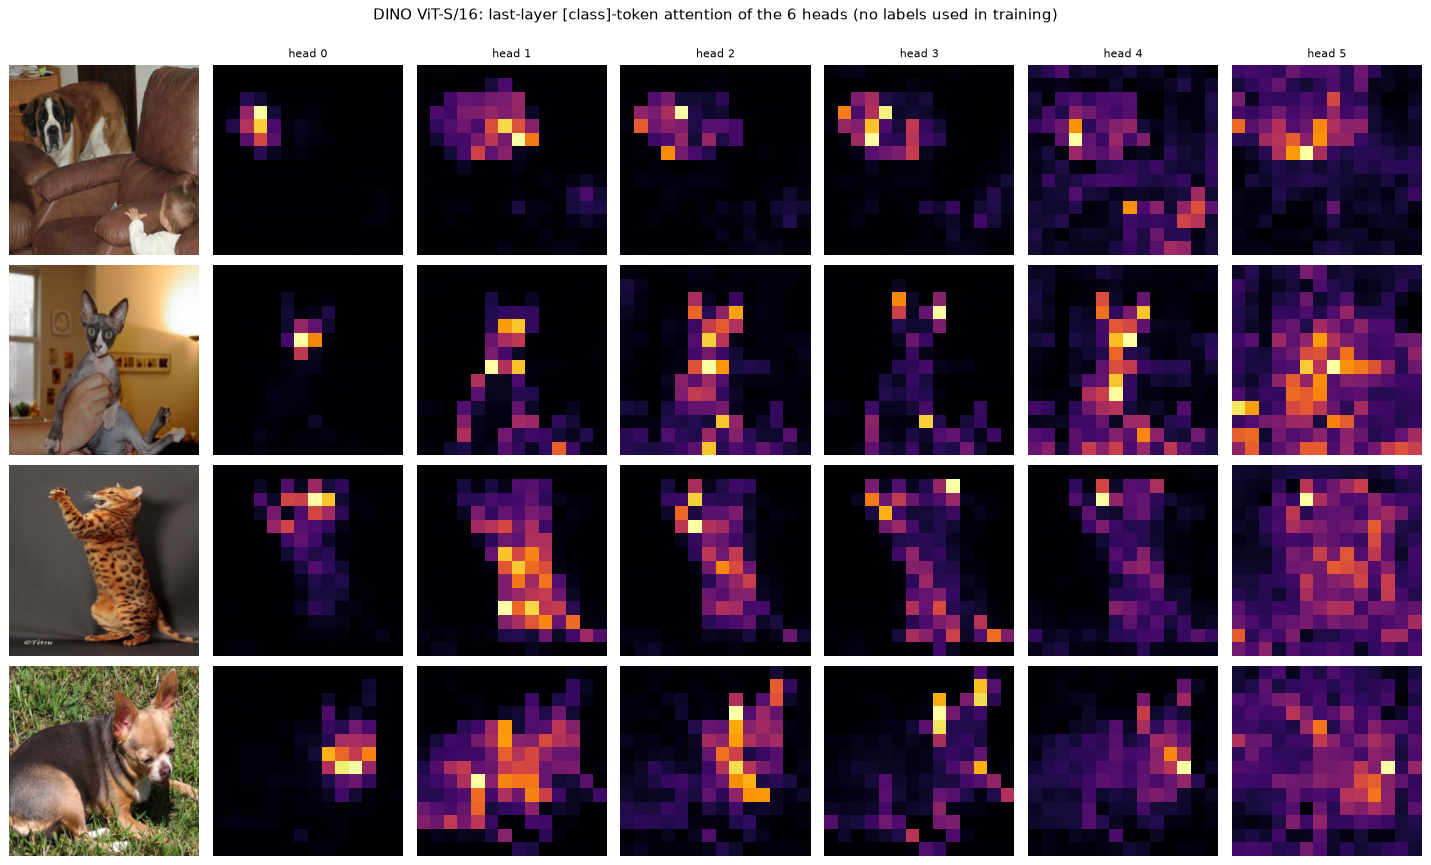 DINO ViT-S/16: last-layer [class]-token attention of the 6 heads (no labels used in training)
head 0
head 1
head 2
head 3
head 4
head 5
©Tetsu